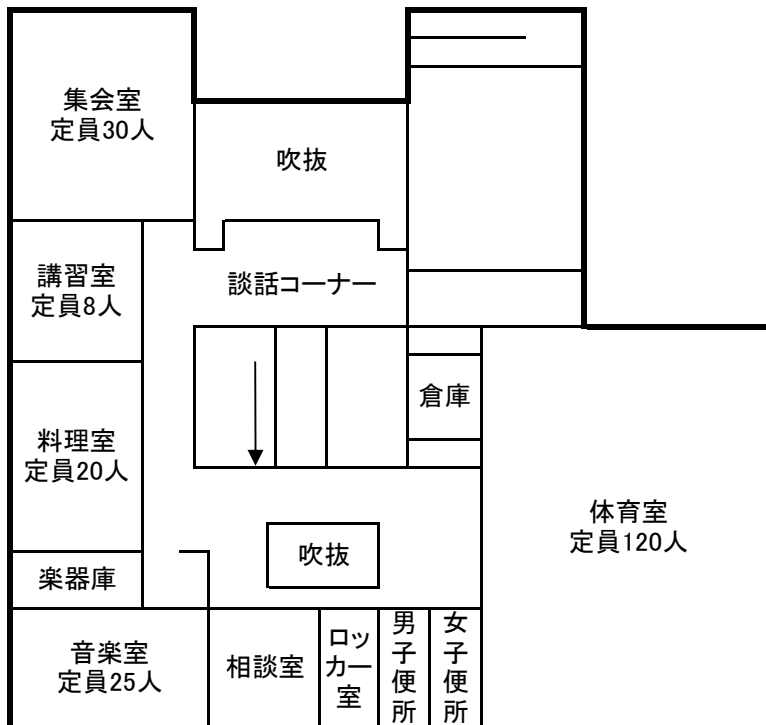 集会室
定員30人
吹抜
講習室
定員8人
談話コーナー
倉庫
料理室
定員20人
体育室
定員120人
吹抜
楽器庫
音楽室
定員25人
相談室
ロッカー室
男子便所
女子便所